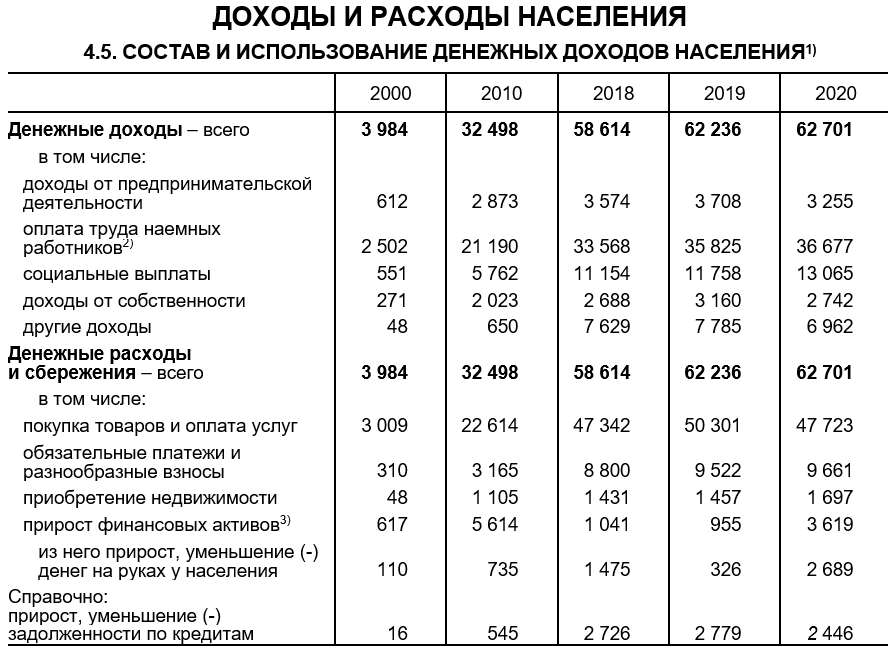 ДОХОДЫ И РАСХОДЫ НАСЕЛЕНИЯ
4.5. СОСТАВ И ИСПОЛЬЗОВАНИЕ ДЕНЕЖНЫХ ДОХОДОВ НАСЕЛЕНИЯ1)
2000 2010 2018 2019 2020
Денежные доходы – всего 3 984 32 498 58 614 62 236 62 701
в том числе:
доходы от предпринимательской
деятельности 612 2 873 3 574 3 708 3 255
оплата труда наемных
работников2) 2 502 21 190 33 568 35 825 36 677
социальные выплаты 551 5 762 11 154 11 758 13 065
доходы от собственности 271 2 023 2 688 3 160 2 742
другие доходы 48 650 7 629 7 785 6 962
Денежные расходы
и сбережения – всего 3 984 32 498 58 614 62 236 62 701
в том числе:
покупка товаров и оплата услуг 3 009 22 614 47 342 50 301 47 723
обязательные платежи и
разнообразные взносы 310 3 165 8 800 9 522 9 661
приобретение недвижимости 48 1 105 1 431 1 457 1 697
прирост финансовых активов3) 617 5 614 1 041 955 3 619
из него прирост, уменьшение (-)
денег на руках у населения 110 735 1 475 326 2 689
Справочно:
прирост, уменьшение (-)
задолженности по кредитам 16 545 2 726 2 779 2 446